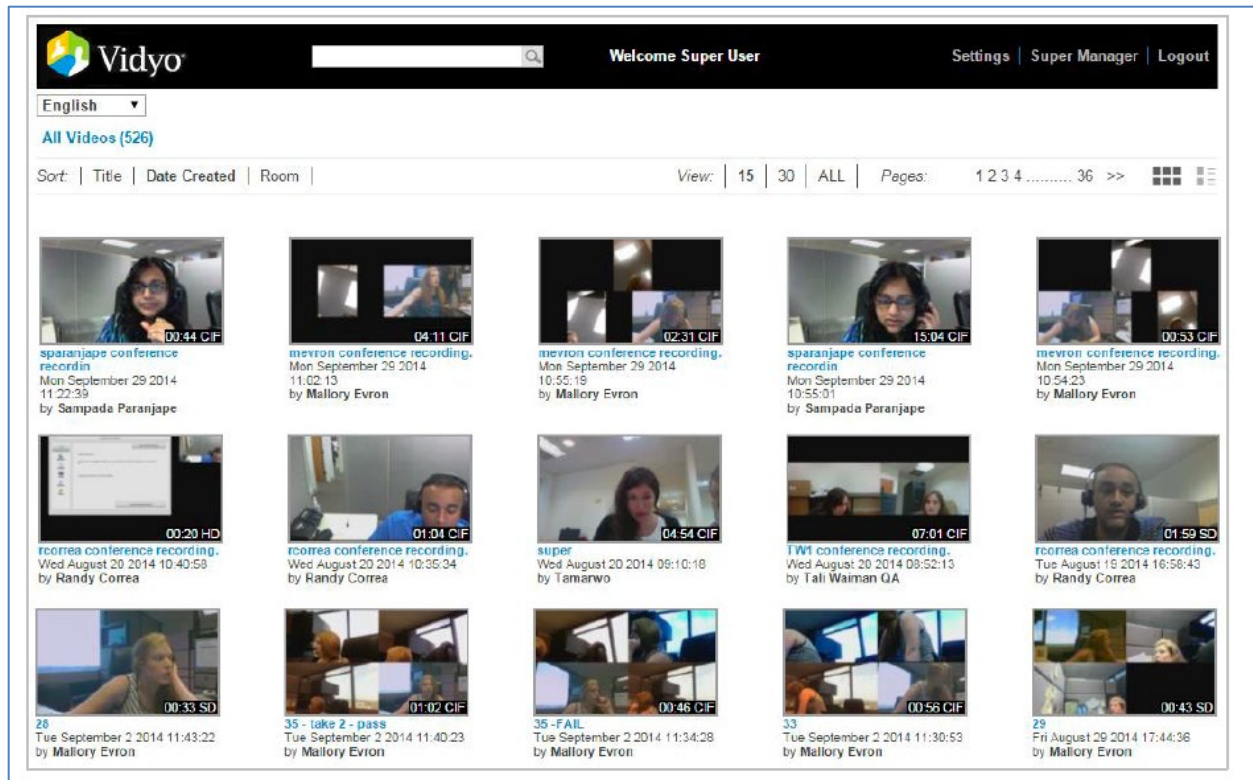 Vidyo Welcome Super User Settings | Super Manager | Logout
English
All Videos (526)
Sort: | Title | Date Created | Room | View: | 15 | 30 | ALL | Pages: 1 2 3 4 .......... 36 >>
00:44 CIF 04:11 CIF 02:31 CIF 15:04 CIF 00:53 CIF
sparanjape conference mevron conference recording. mevron conference recording. sparanjape conference mevron conference recording.
recordin Mon September 29 2014 Mon September 29 2014 recordin Mon September 29 2014
Mon September 29 2014 11:02:13 10:55:19 Mon September 29 2014 10:54:23
11:22:39 by Mallory Evron by Mallory Evron 10:55:01 by Mallory Evron
by Sampada Paranjape by Sampada Paranjape
00:20 HD 01:04 CIF 04:54 CIF 07:01 CIF 01:59 SD
rcorrea conference recording. rcorrea conference recording. super TW1 conference recording. rcorrea conference recording.
Wed August 20 2014 10:40:58 Wed August 20 2014 10:35:34 Wed August 20 2014 09:10:18 Wed August 20 2014 08:52:13 Tue August 19 2014 16:58:43
by Randy Correa by Randy Correa by Tamarwo by Tali Waiman QA by Randy Correa
00:33 SD 01:02 CIF 00:46 CIF 00:56 CIF 00:43 SD
28 35 - take 2 - pass 35 -FAIL 33 29
Tue September 2 2014 11:43:22 Tue September 2 2014 11:40:23 Tue September 2 2014 11:34:28 Tue September 2 2014 11:30:53 Fri August 29 2014 17:44:36
by Mallory Evron by Mallory Evron by Mallory Evron by Mallory Evron by Mallory Evron